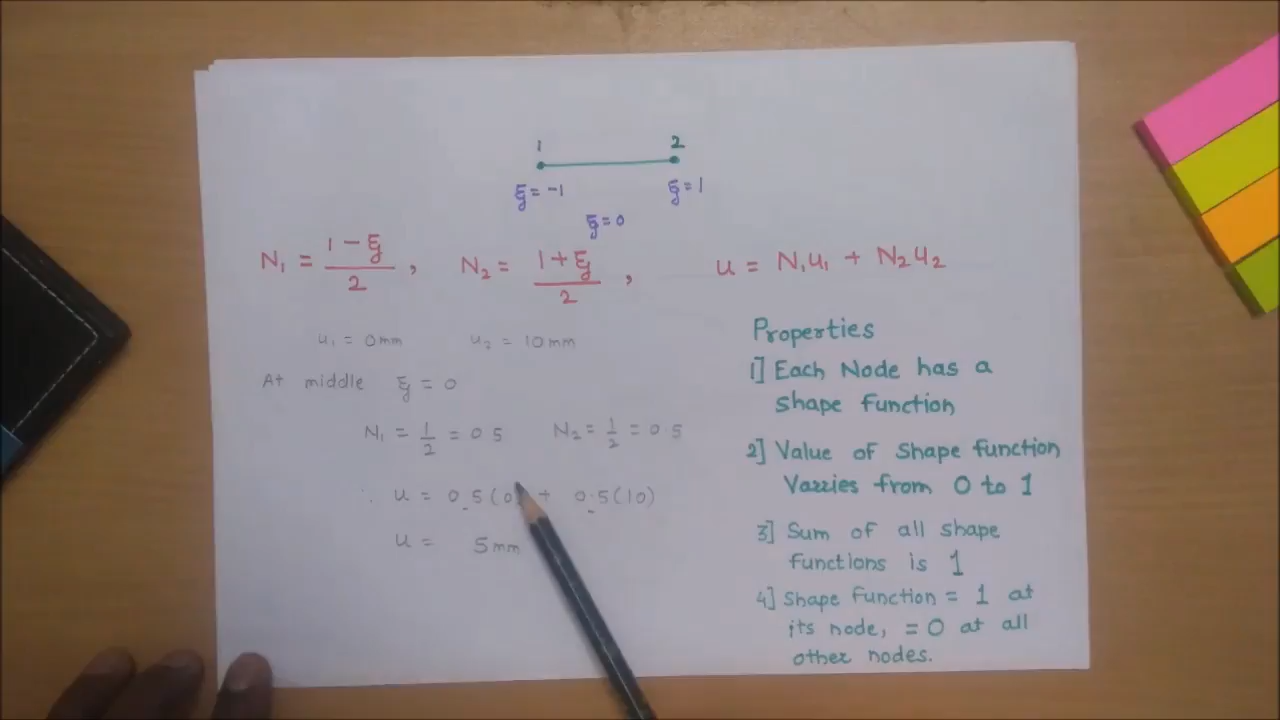 1 2
ξ = -1 ξ = 1
ξ = 0
N₁ = (1 - ξ)/2 , N₂ = (1 + ξ)/2 , u = N₁u₁ + N₂u₂
u₁ = 0mm u₂ = 10mm
At middle ξ = 0
N₁ = 1/2 = 0.5 N₂ = 1/2 = 0.5
∴ u = 0.5(0) + 0.5(10)
u = 5mm
Properties
1] Each Node has a
Shape Function
2] Value of Shape function
Varries from 0 to 1
3] Sum of all shape
functions is 1
4] Shape Function = 1 at
its node, = 0 at all
other nodes.